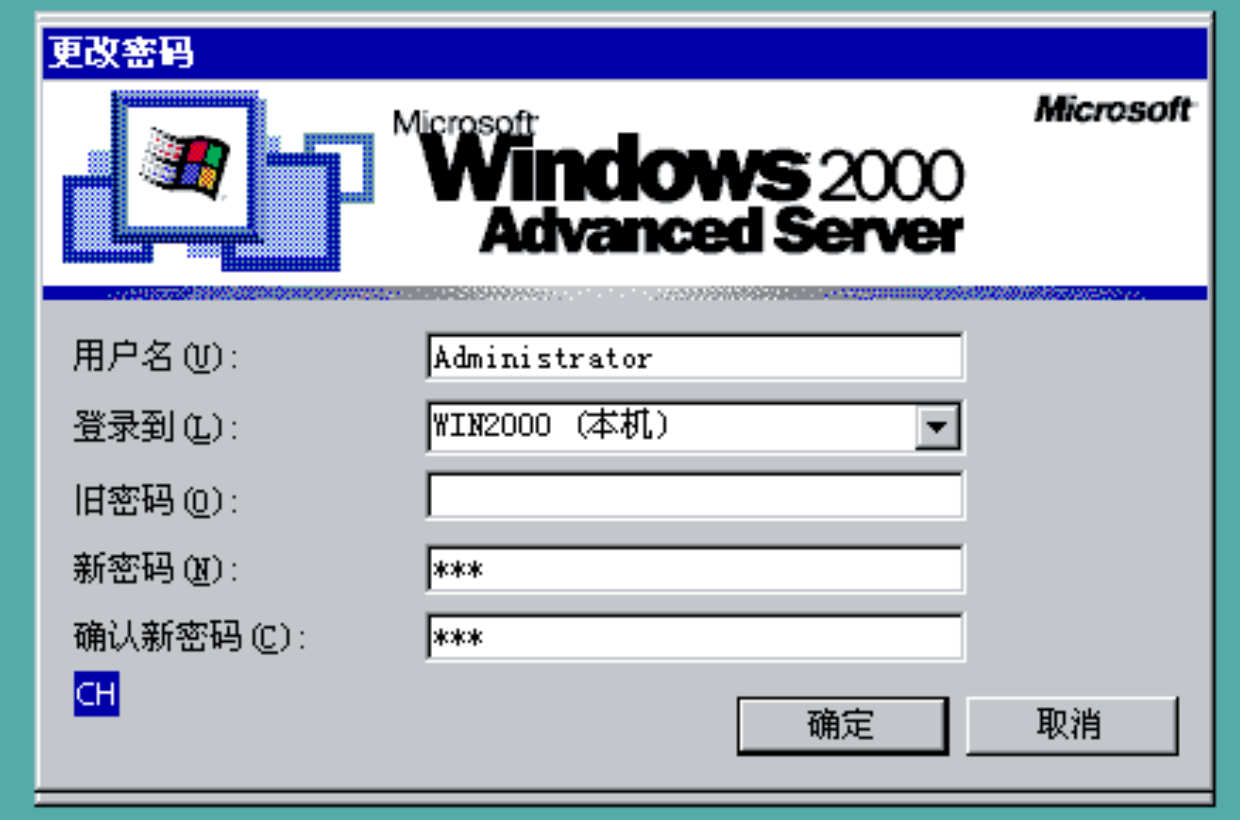 更改密码
Microsoft
Microsoft
Windows 2000
Advanced Server
用户名(U):
Administrator
登录到(L):
WIN2000 (本机)
旧密码(O):
新密码(N):
***
确认新密码(C):
***
CH
确定
取消